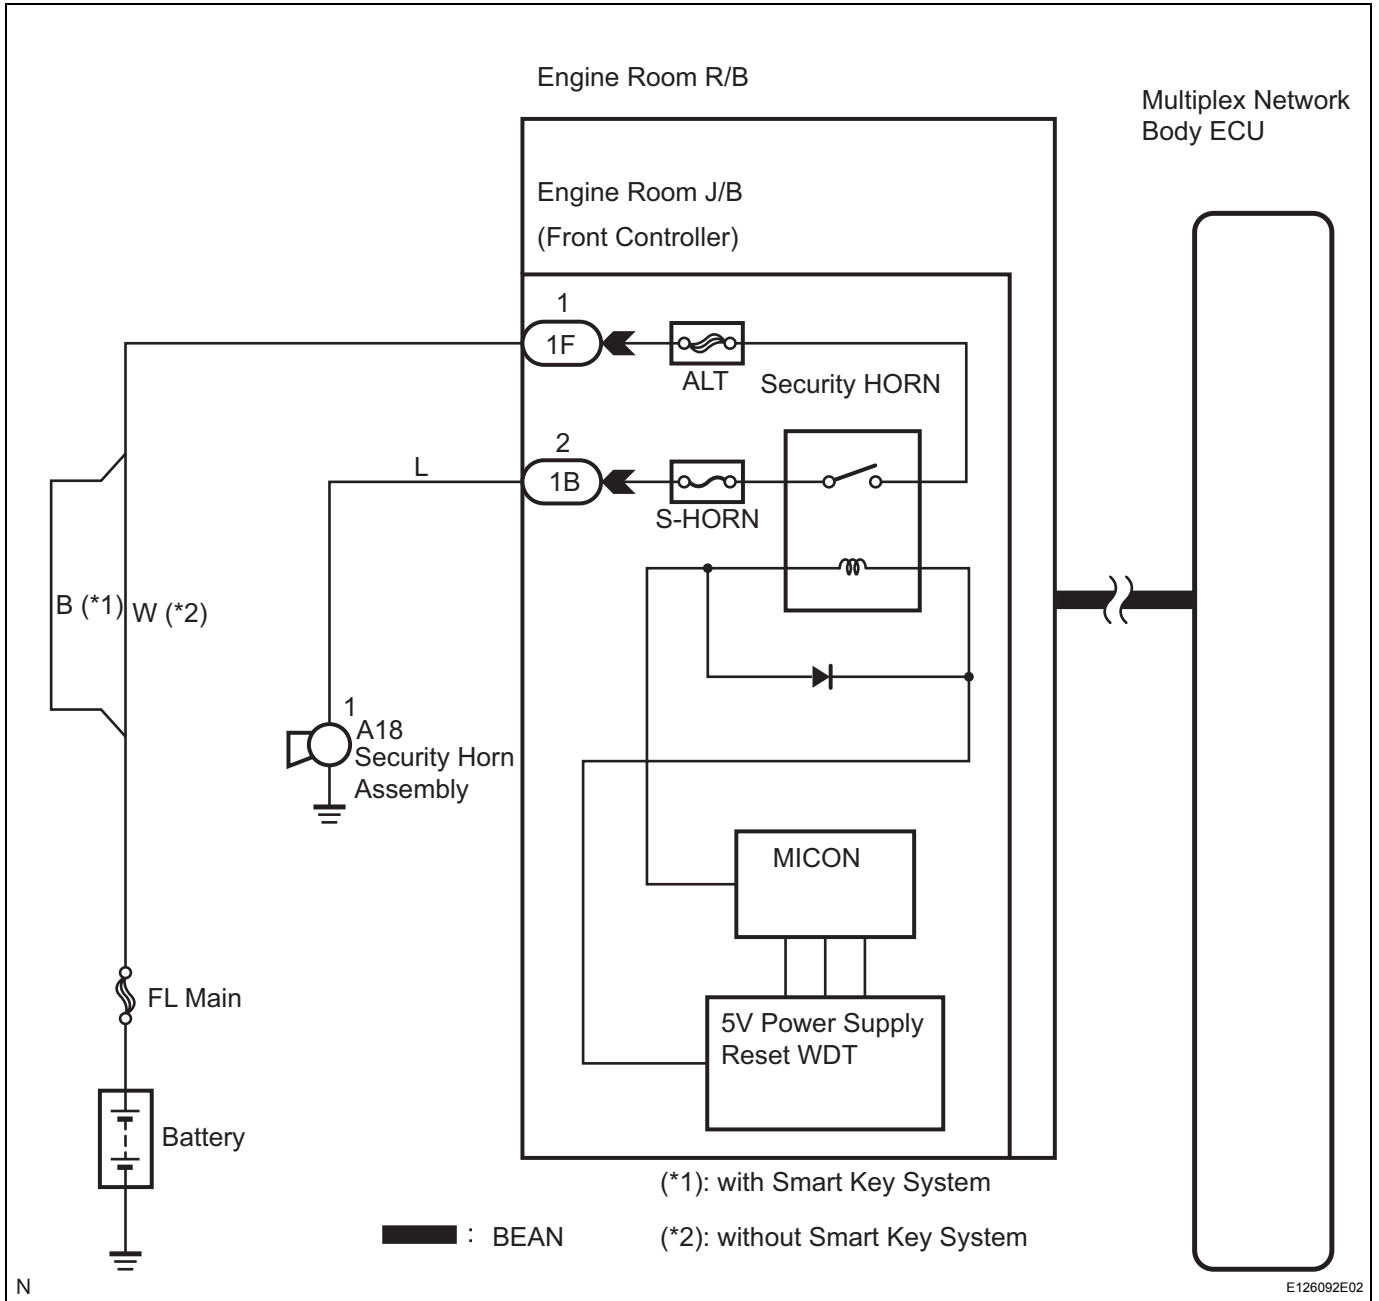 Engine Room R/B
Multiplex Network
Body ECU
Engine Room J/B
(Front Controller)
1
1F
ALT
Security HORN
2
1B
L
S-HORN
B (*1)
W (*2)
1
A18
Security Horn
Assembly
MICON
FL Main
5V Power Supply
Reset WDT
Battery
(*1): with Smart Key System
: BEAN
(*2): without Smart Key System
N
E126092E02